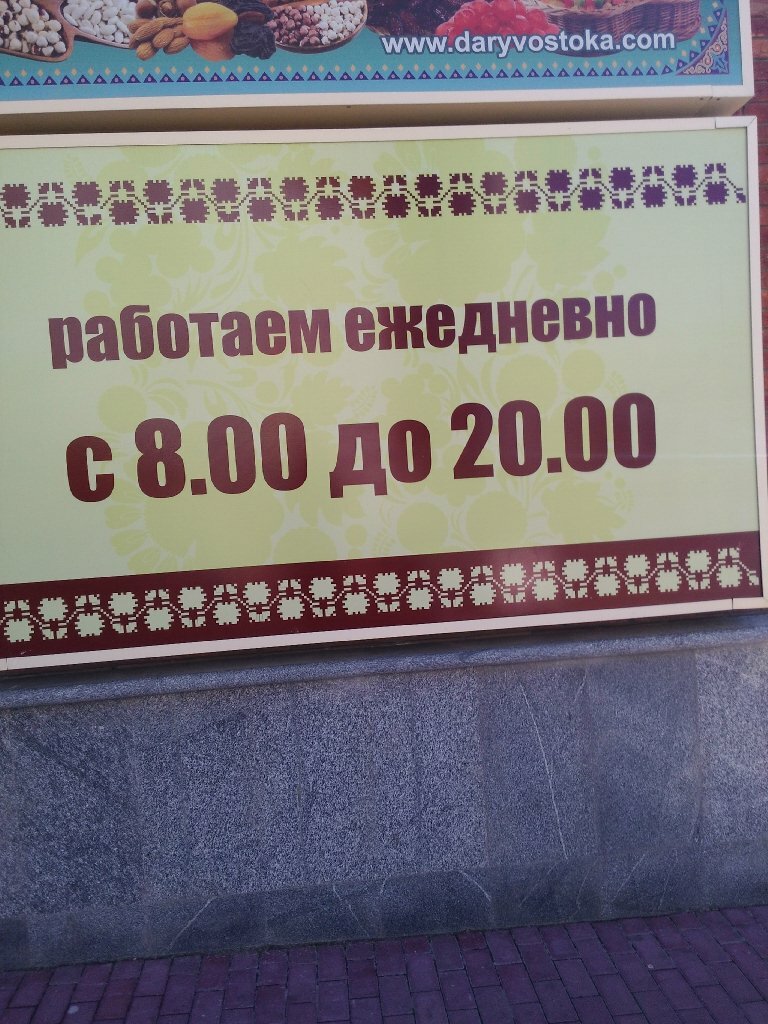 www.daryvostoka.com
работаем ежедневно
с 8.00 до 20.00